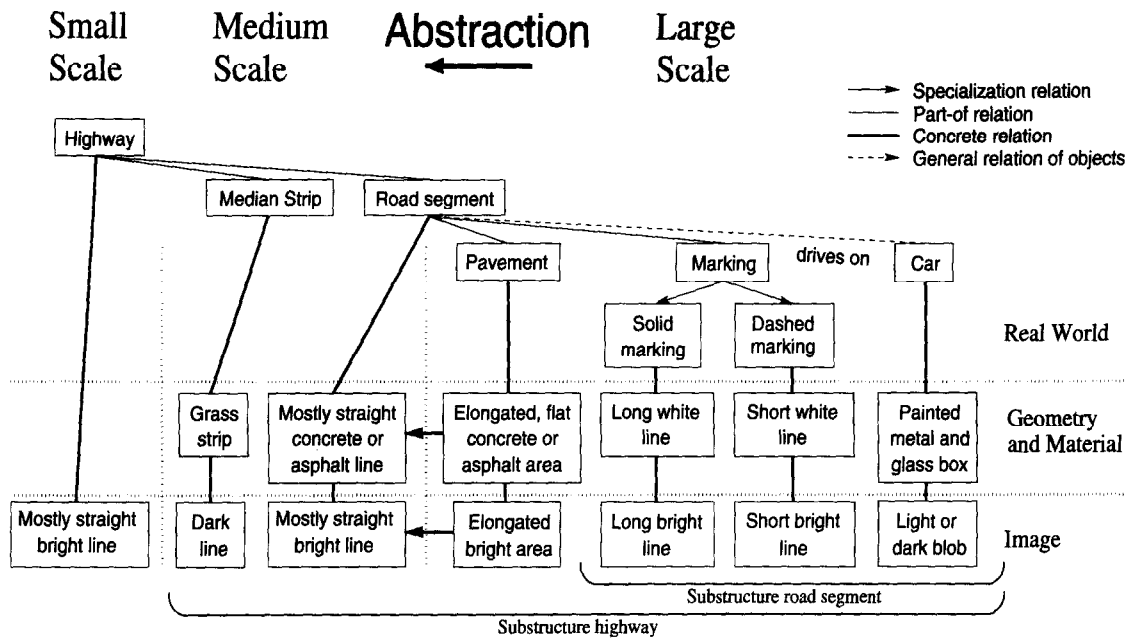 Small
Scale
Medium
Scale
Abstraction
Large
Scale
Specialization relation
Part-of relation
Concrete relation
General relation of objects
Highway
Median Strip
Road segment
Pavement
Marking
drives on
Car
Solid
marking
Dashed
marking
Real World
Grass
strip
Mostly straight
concrete or
asphalt line
Elongated, flat
concrete or
asphalt area
Long white
line
Short white
line
Painted
metal and
glass box
Geometry
and Material
Mostly straight
bright line
Dark
line
Mostly straight
bright line
Elongated
bright area
Long bright
line
Short bright
line
Light or
dark blob
Image
Substructure road segment
Substructure highway